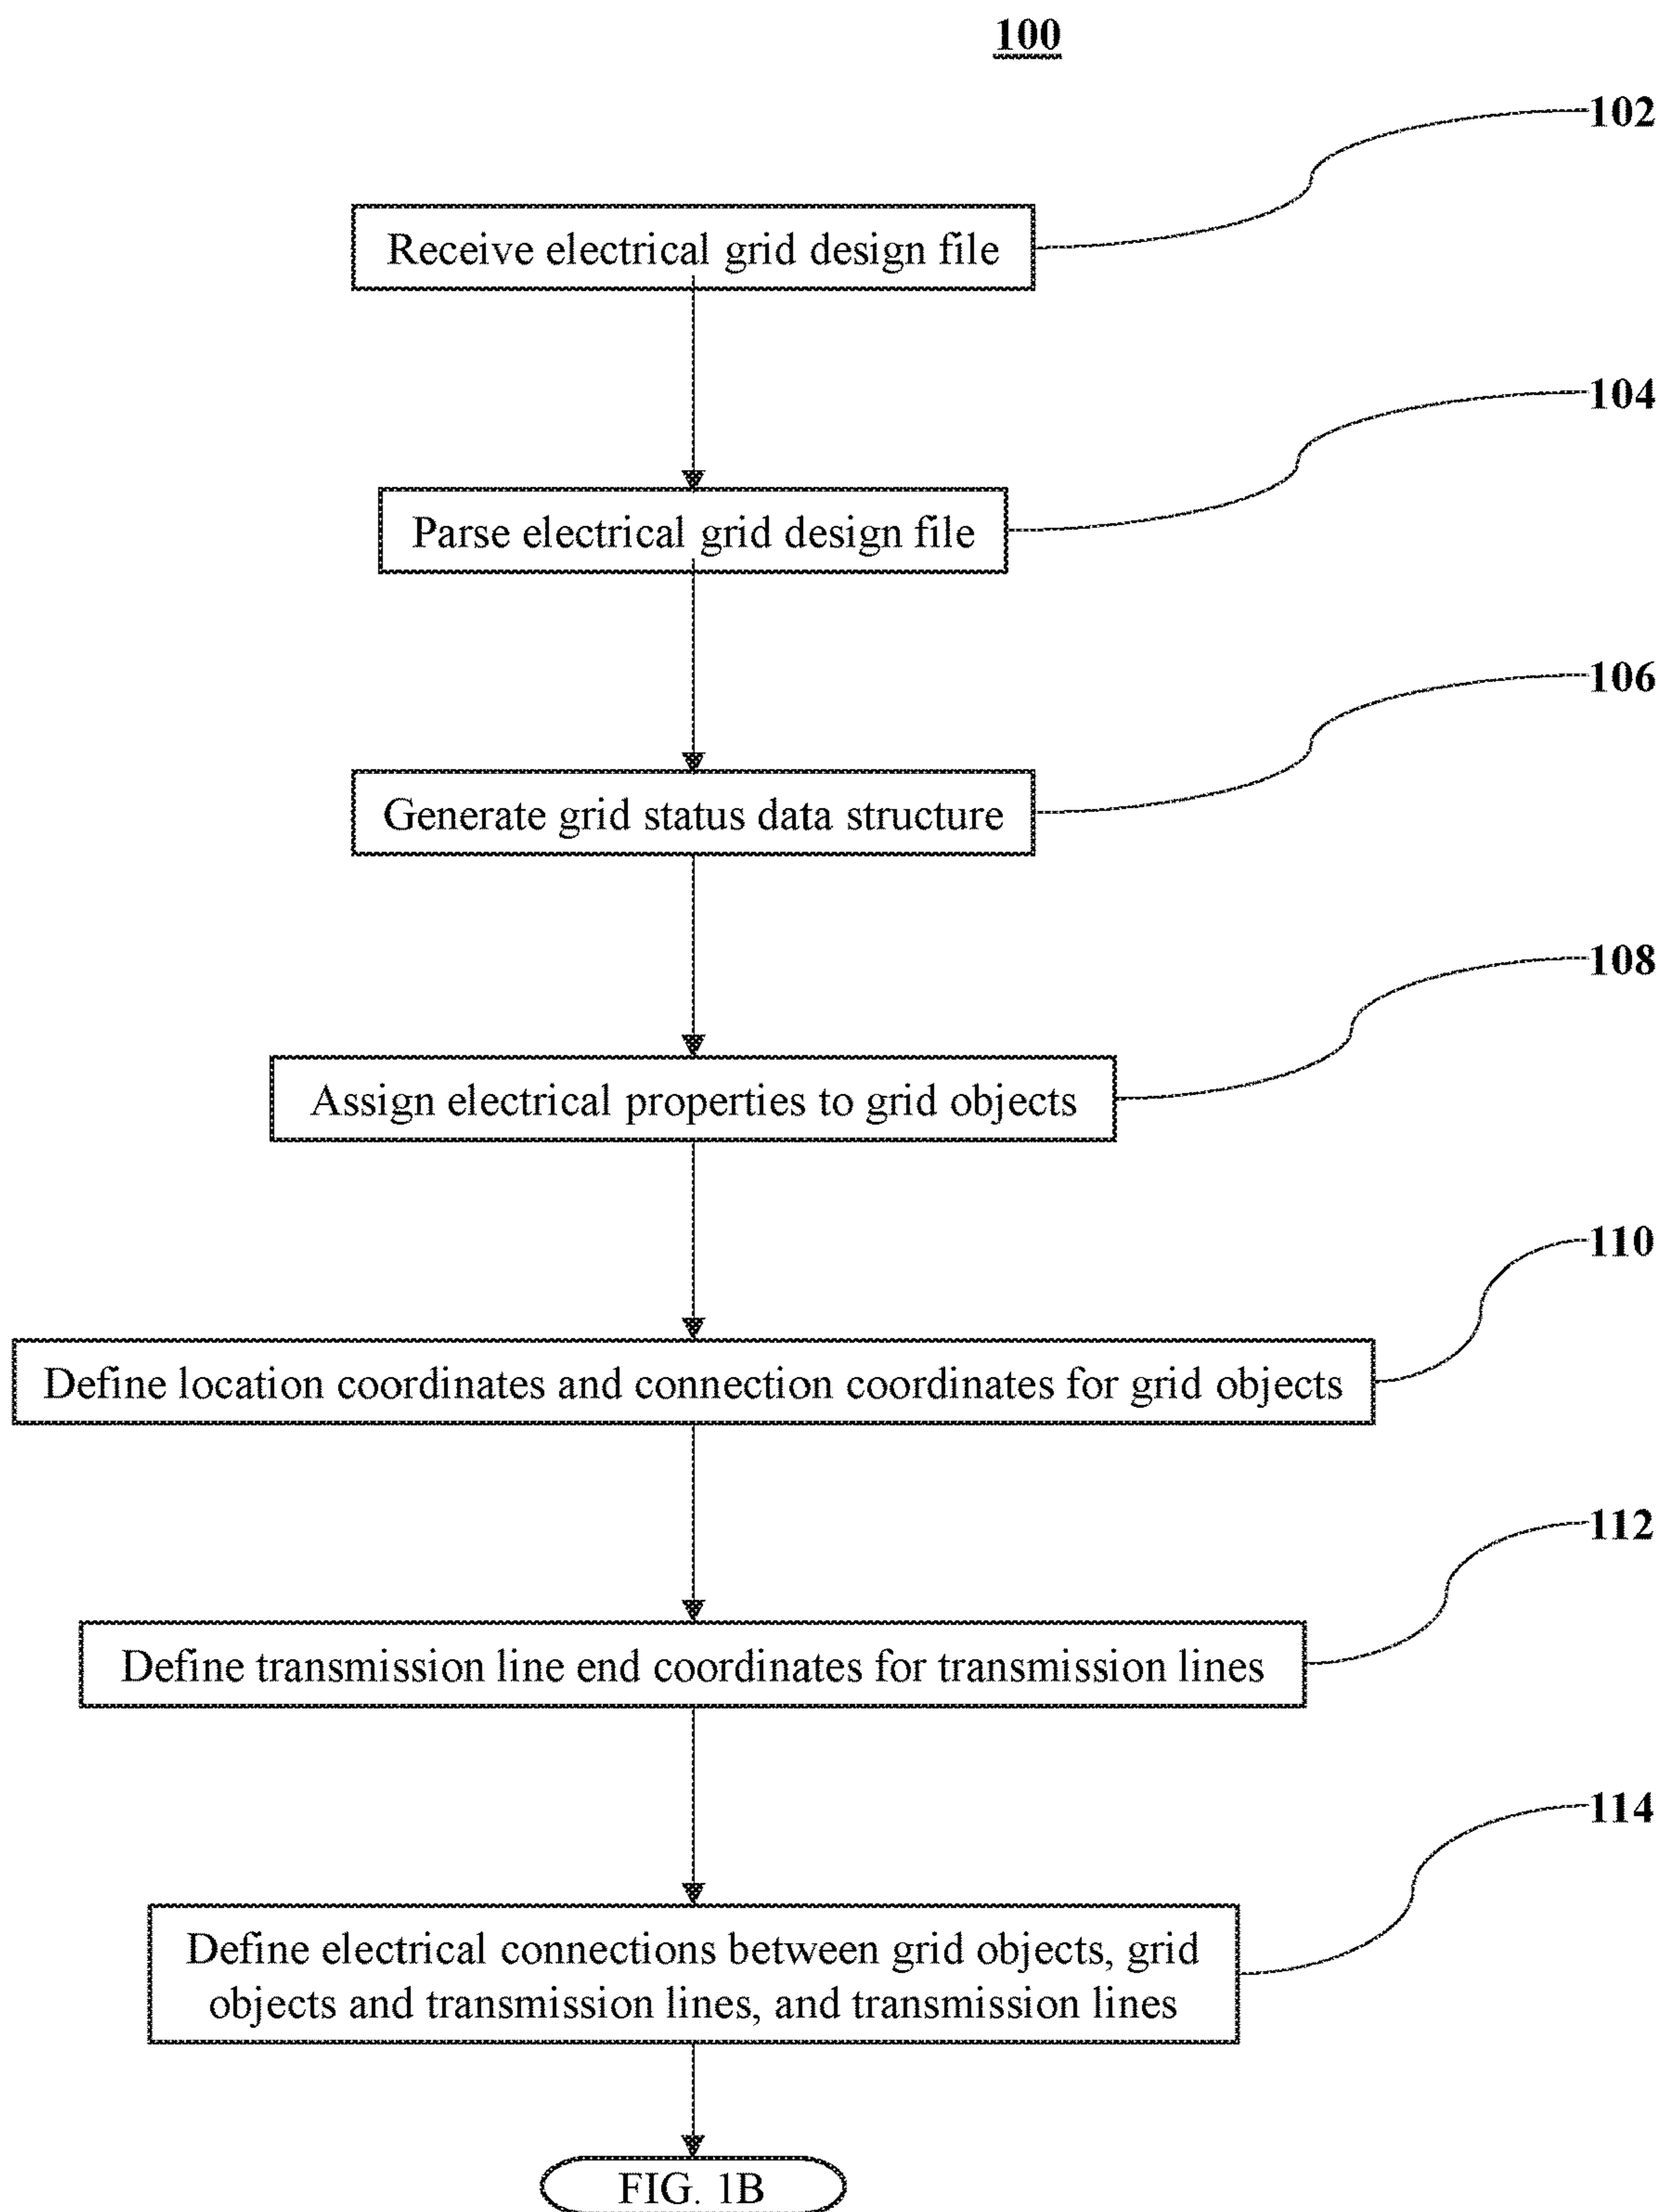 100
102
Receive electrical grid design file
104
Parse electrical grid design file
106
Generate grid status data structure
108
Assign electrical properties to grid objects
110
Define location coordinates and connection coordinates for grid objects
112
Define transmission line end coordinates for transmission lines
114
Define electrical connections between grid objects, grid
objects and transmission lines, and transmission lines
FIG. 1B